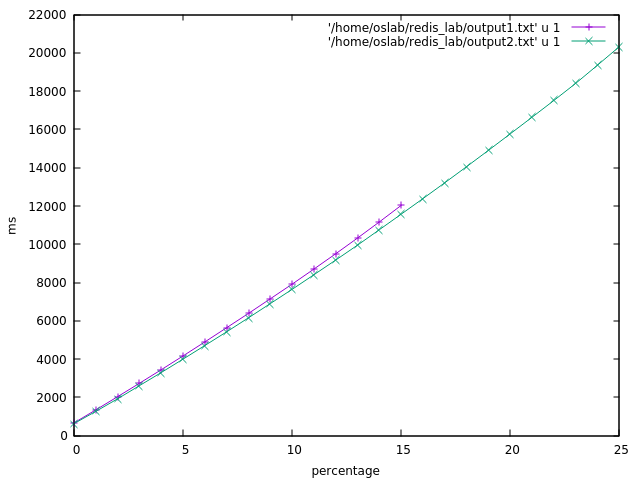 22000
20000
18000
16000
14000
12000
10000
8000
6000
4000
2000
0
ms
'/home/oslab/redis_lab/output1.txt' u 1
'/home/oslab/redis_lab/output2.txt' u 1
0 5 10 15 20 25
percentage